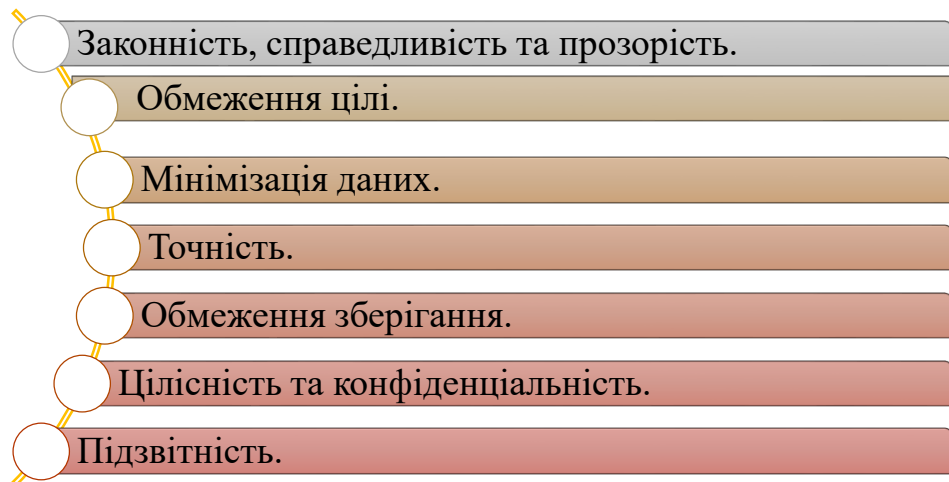 Законність, справедливість та прозорість.
Обмеження цілі.
Мінімізація даних.
Точність.
Обмеження зберігання.
Цілісність та конфіденціальність.
Підзвітність.